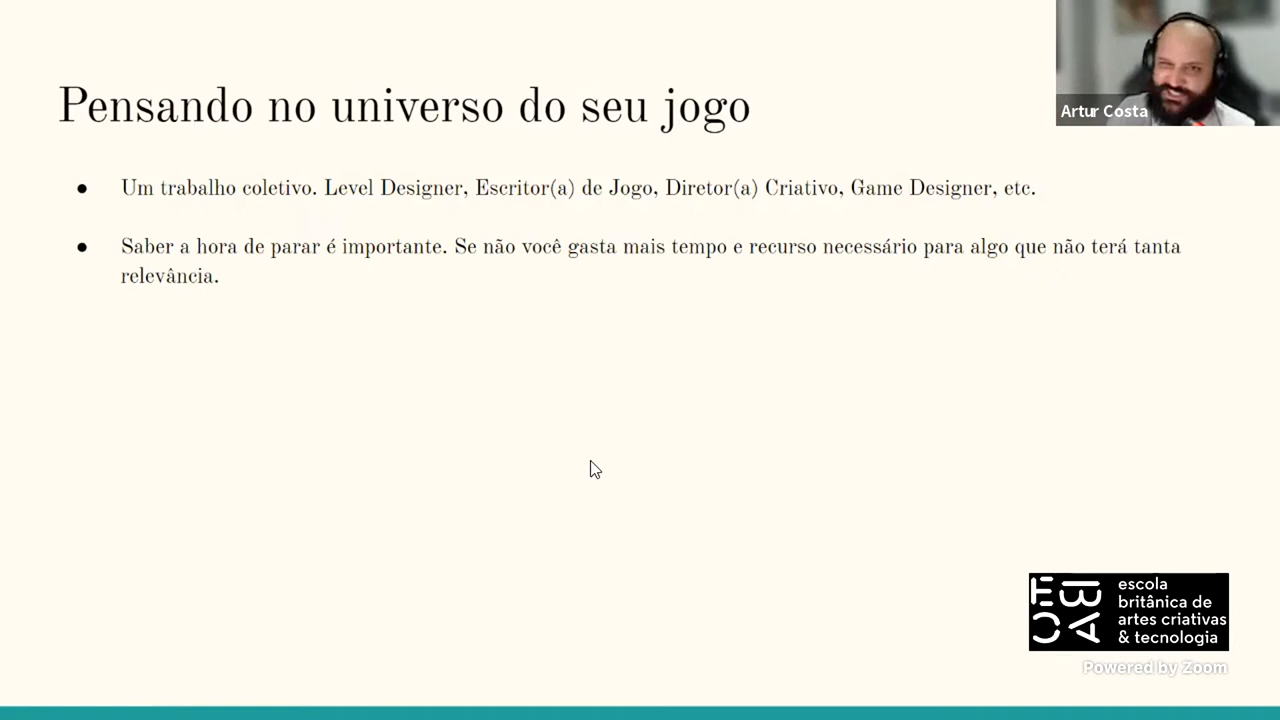 Pensando no universo do seu jogo
Artur Costa
● Um trabalho coletivo. Level Designer, Escritor(a) de Jogo, Diretor(a) Criativo, Game Designer, etc.
● Saber a hora de parar é importante. Se não você gasta mais tempo e recurso necessário para algo que não terá tanta
relevância.
EBAC
escola
britânica de
artes criativas
& tecnologia
Powered by Zoom